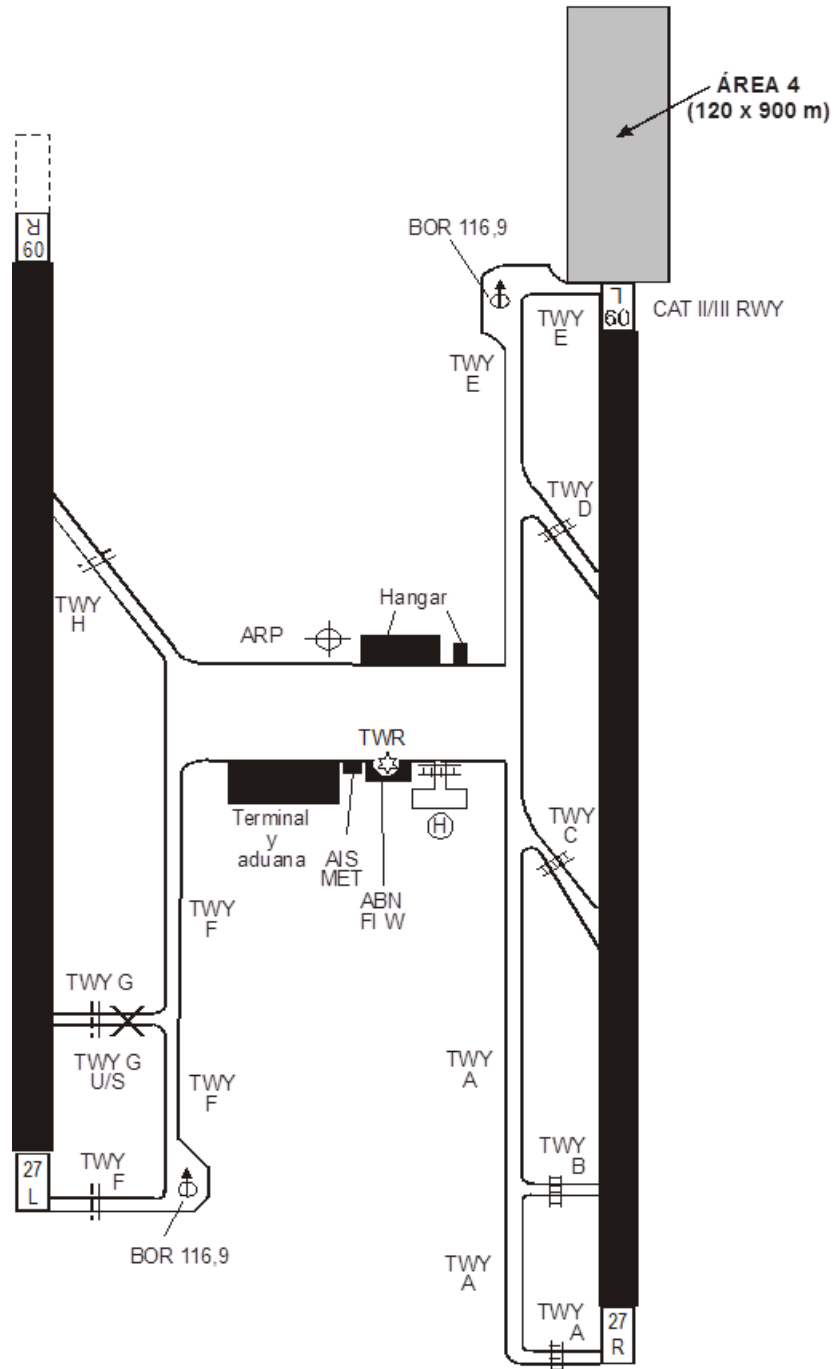 ÁREA 4
(120 x 900 m)
09
R
BOR 116,9
09
L
CAT II/III RWY
TWY
E
TWY
E
TWY
D
TWY
H
ARP
Hangar
TWR
Terminal
y
aduana
AIS
MET
H
ABN
FI W
TWY
C
TWY
F
TWY G
TWY G
U/S
TWY
F
TWY
A
TWY
B
27
L
TWY
F
BOR 116,9
TWY
A
TWY
A
27
R